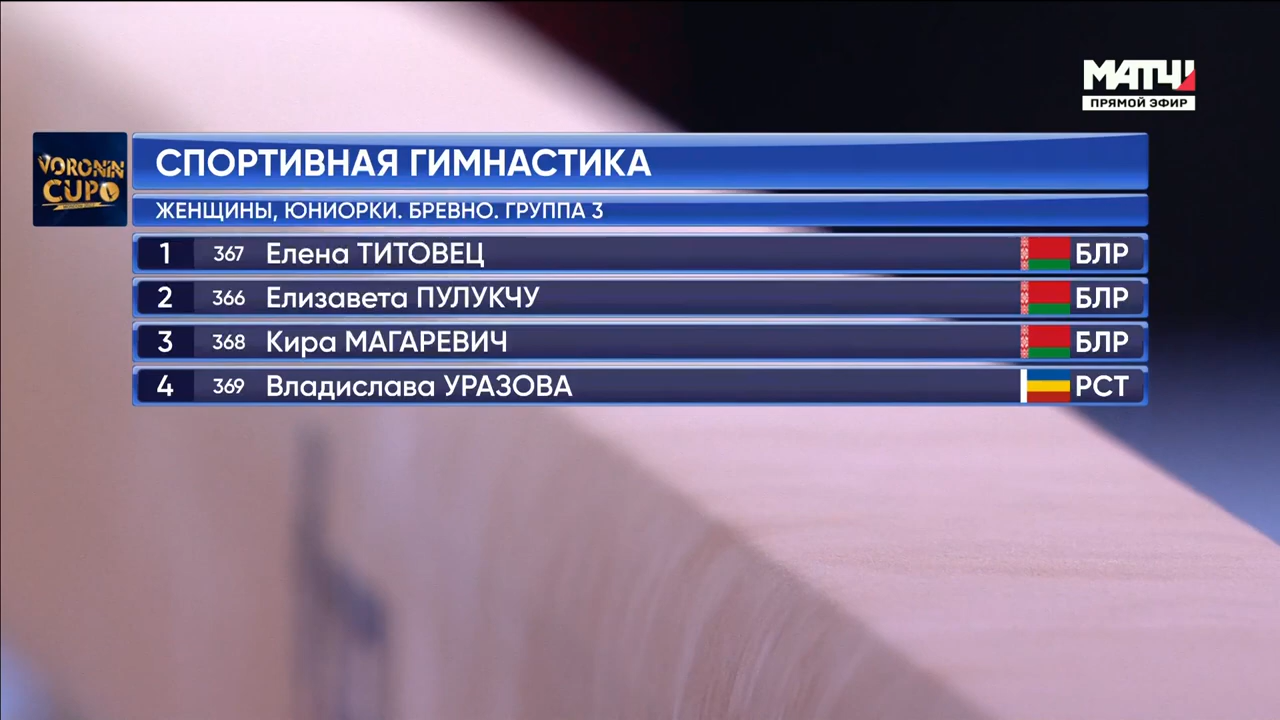 МАТЧ!
ПРЯМОЙ ЭФИР
VORONIN
CUP
СПОРТИВНАЯ ГИМНАСТИКА
ЖЕНЩИНЫ, ЮНИОРКИ. БРЕВНО. ГРУППА 3
1 367 Елена ТИТОВЕЦ БЛР
2 366 Елизавета ПУЛУКЧУ БЛР
3 368 Кира МАГАРЕВИЧ БЛР
4 369 Владислава УРАЗОВА РСТ